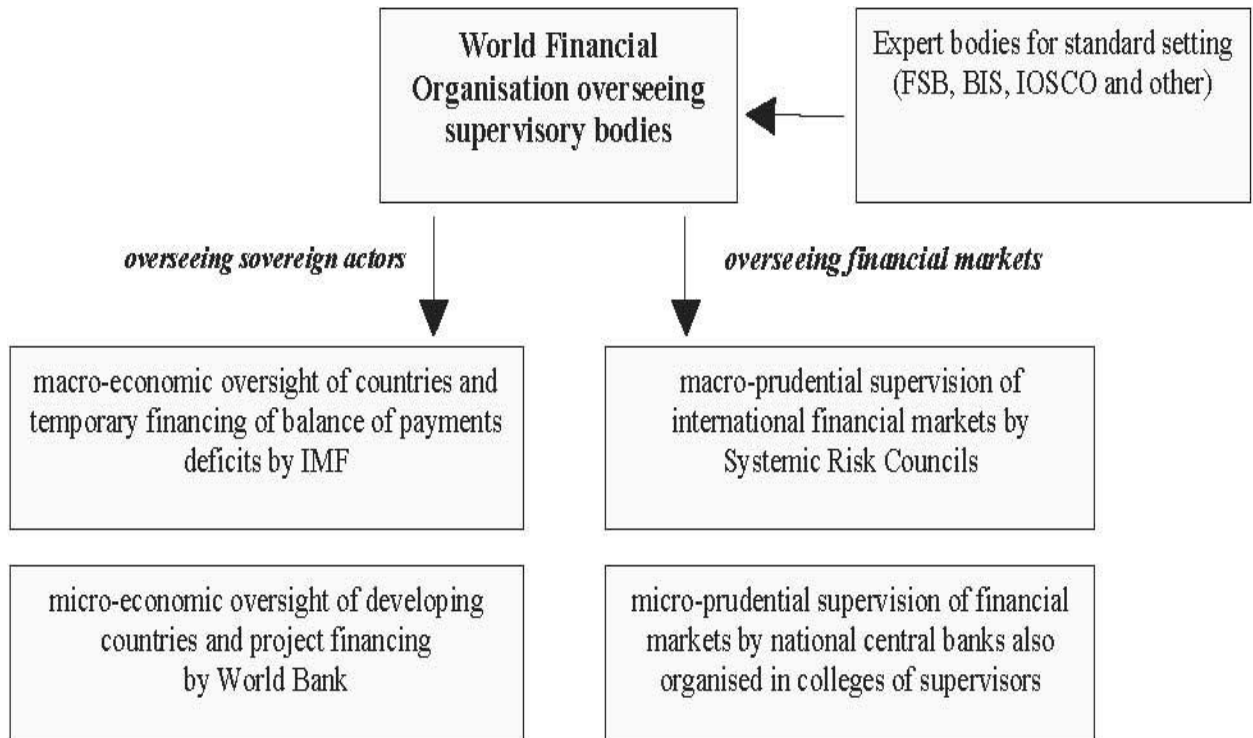 World Financial
Organisation overseeing
supervisory bodies
Expert bodies for standard setting
(FSB, BIS, IOSCO and other)
overseeing sovereign actors
overseeing financial markets
macro-economic oversight of countries and
temporary financing of balance of payments
deficits by IMF
macro-prudential supervision of
international financial markets by
Systemic Risk Councils
micro-economic oversight of developing
countries and project financing
by World Bank
micro-prudential supervision of financial
markets by national central banks also
organised in colleges of supervisors